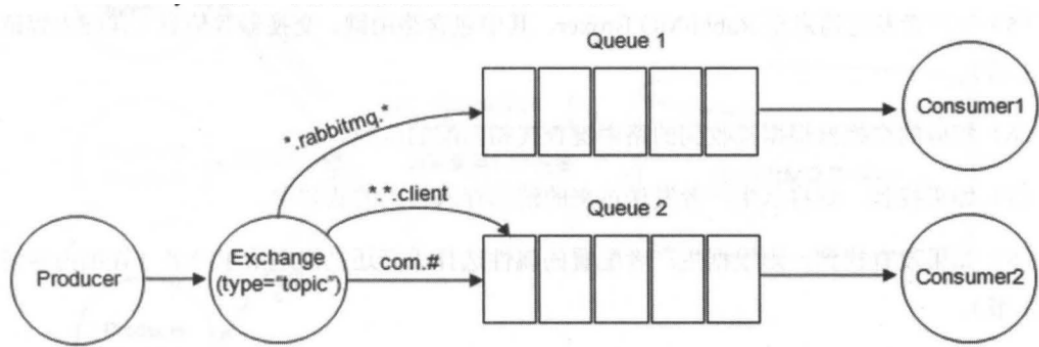 Queue 1
*.rabbitmq.*
Consumer1
*.*.client
Queue 2
Producer
Exchange
(type="topic")
com.#
Consumer2